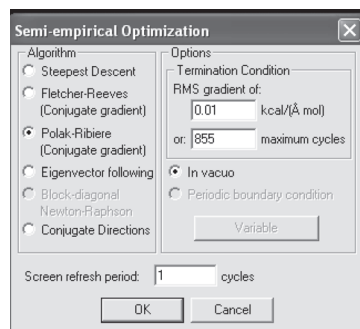 Semi-empirical Optimization
Algorithm
Steepest Descent
Fletcher-Reeves
(Conjugate gradient)
Polak-Ribiere
(Conjugate gradient)
Eigenvector following
Block-diagonal
Newton-Raphson
Conjugate Directions
Options
Termination Condition
RMS gradient of:
0.01 kcal/(Å mol)
or: 855 maximum cycles
In vacuo
Periodic boundary condition
Variable
Screen refresh period: 1 cycles
OK Cancel